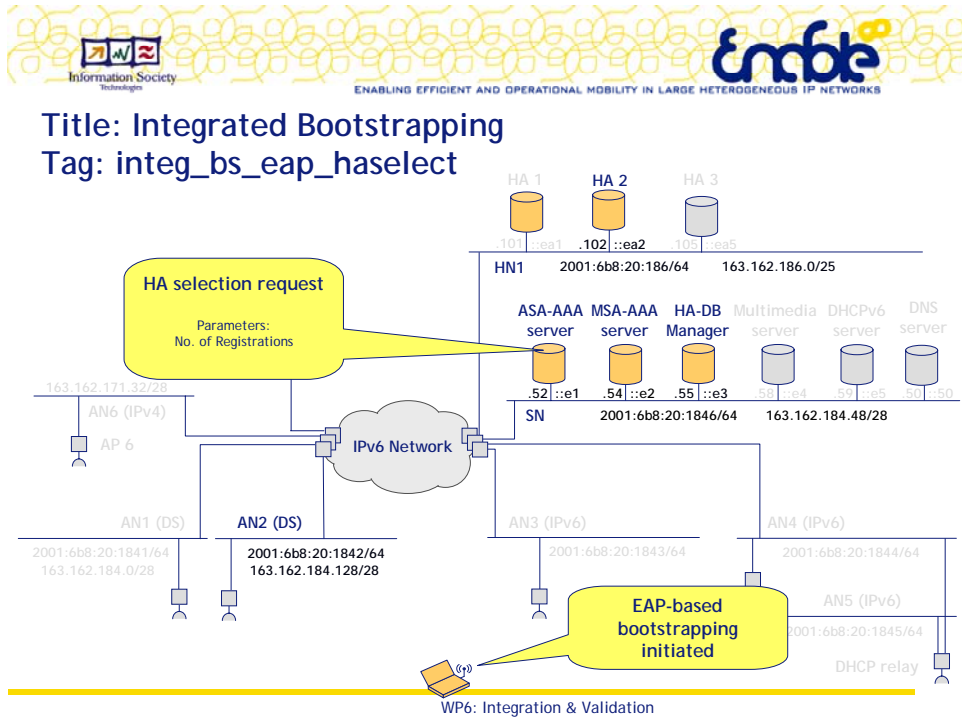 Information Society
Technologies
Enable
ENABLING EFFICIENT AND OPERATIONAL MOBILITY IN LARGE HETEROGENEOUS IP NETWORKS
Title: Integrated Bootstrapping
Tag: integ_bs_eap_haselect
HA 1
HA 2
HA 3
.101 ::ea1
.102 ::ea2
.105 ::ea5
HN1
2001:6b8:20:186/64
163.162.186.0/25
HA selection request
Parameters:
No. of Registrations
ASA-AAA
server
MSA-AAA
server
HA-DB
Manager
Multimedia
server
DHCPv6
server
DNS
server
.52 ::e1
.54 ::e2
.55 ::e3
.58 ::e4
.59 ::e5
.50 ::50
SN
2001:6b8:20:1846/64
163.162.184.48/28
163.162.171.32/28
AN6 (IPv4)
AP 6
IPv6 Network
AN1 (DS)
2001:6b8:20:1841/64
163.162.184.0/28
AN2 (DS)
2001:6b8:20:1842/64
163.162.184.128/28
AN3 (IPv6)
2001:6b8:20:1843/64
AN4 (IPv6)
2001:6b8:20:1844/64
EAP-based
bootstrapping
initiated
AN5 (IPv6)
2001:6b8:20:1845/64
DHCP relay
WP6: Integration & Validation